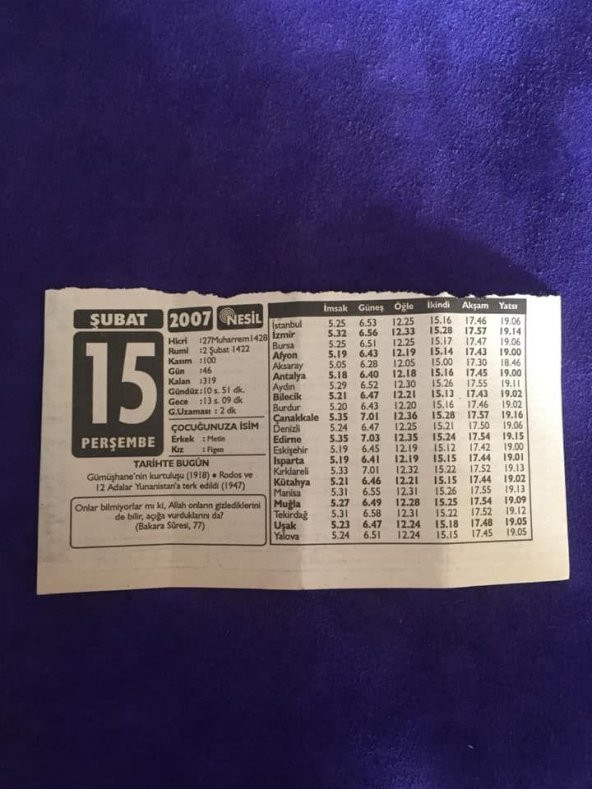 ŞUBAT 2007 NESİL
15
PERŞEMBE
Hicri :27Muharrem1428
Rumi :2 Şubat 1422
Kasım :100
Gün :46
Kalan :319
Gündüz:10 s. 51 dk.
Gece :13 s. 09 dk
G.Uzaması : 2 dk
ÇOCUĞUNUZA İSİM
Erkek : Metin
Kız : Figen
TARİHTE BUGÜN
Gümüşhane'nin kurtuluşu (1918) • Rodos ve
12 Adalar Yunanistan'a terk edildi (1947)
Onlar bilmiyorlar mı ki, Allah onların gizlediklerini
de bilir, açığa vurduklarını da?
(Bakara Sûresi, 77)
İmsak Güneş Öğle İkindi Akşam Yatsı
İstanbul 5.25 6.53 12.25 15.16 17.46 19.06
İzmir 5.32 6.56 12.33 15.28 17.57 19.14
Bursa 5.25 6.51 12.25 15.17 17.47 19.06
Afyon 5.19 6.43 12.19 15.14 17.43 19.00
Aksaray 5.05 6.28 12.05 15.00 17.30 18.46
Antalya 5.18 6.40 12.18 15.16 17.45 19.00
Aydın 5.29 6.52 12.30 15.26 17.55 19.11
Bilecik 5.21 6.47 12.21 15.13 17.43 19.02
Burdur 5.20 6.43 12.20 15.16 17.46 19.02
Çanakkale 5.35 7.01 12.36 15.28 17.57 19.16
Denizli 5.24 6.47 12.25 15.21 17.50 19.06
Edirne 5.35 7.03 12.35 15.24 17.54 19.15
Eskişehir 5.19 6.45 12.19 15.12 17.42 19.00
Isparta 5.19 6.41 12.19 15.15 17.44 19.01
Kırklareli 5.33 7.01 12.32 15.22 17.52 19.13
Kütahya 5.21 6.46 12.21 15.15 17.44 19.02
Manisa 5.31 6.55 12.31 15.26 17.55 19.13
Muğla 5.27 6.49 12.28 15.25 17.54 19.09
Tekirdağ 5.31 6.58 12.31 15.22 17.52 19.12
Uşak 5.23 6.47 12.24 15.18 17.48 19.05
Yalova 5.24 6.51 12.24 15.15 17.45 19.05